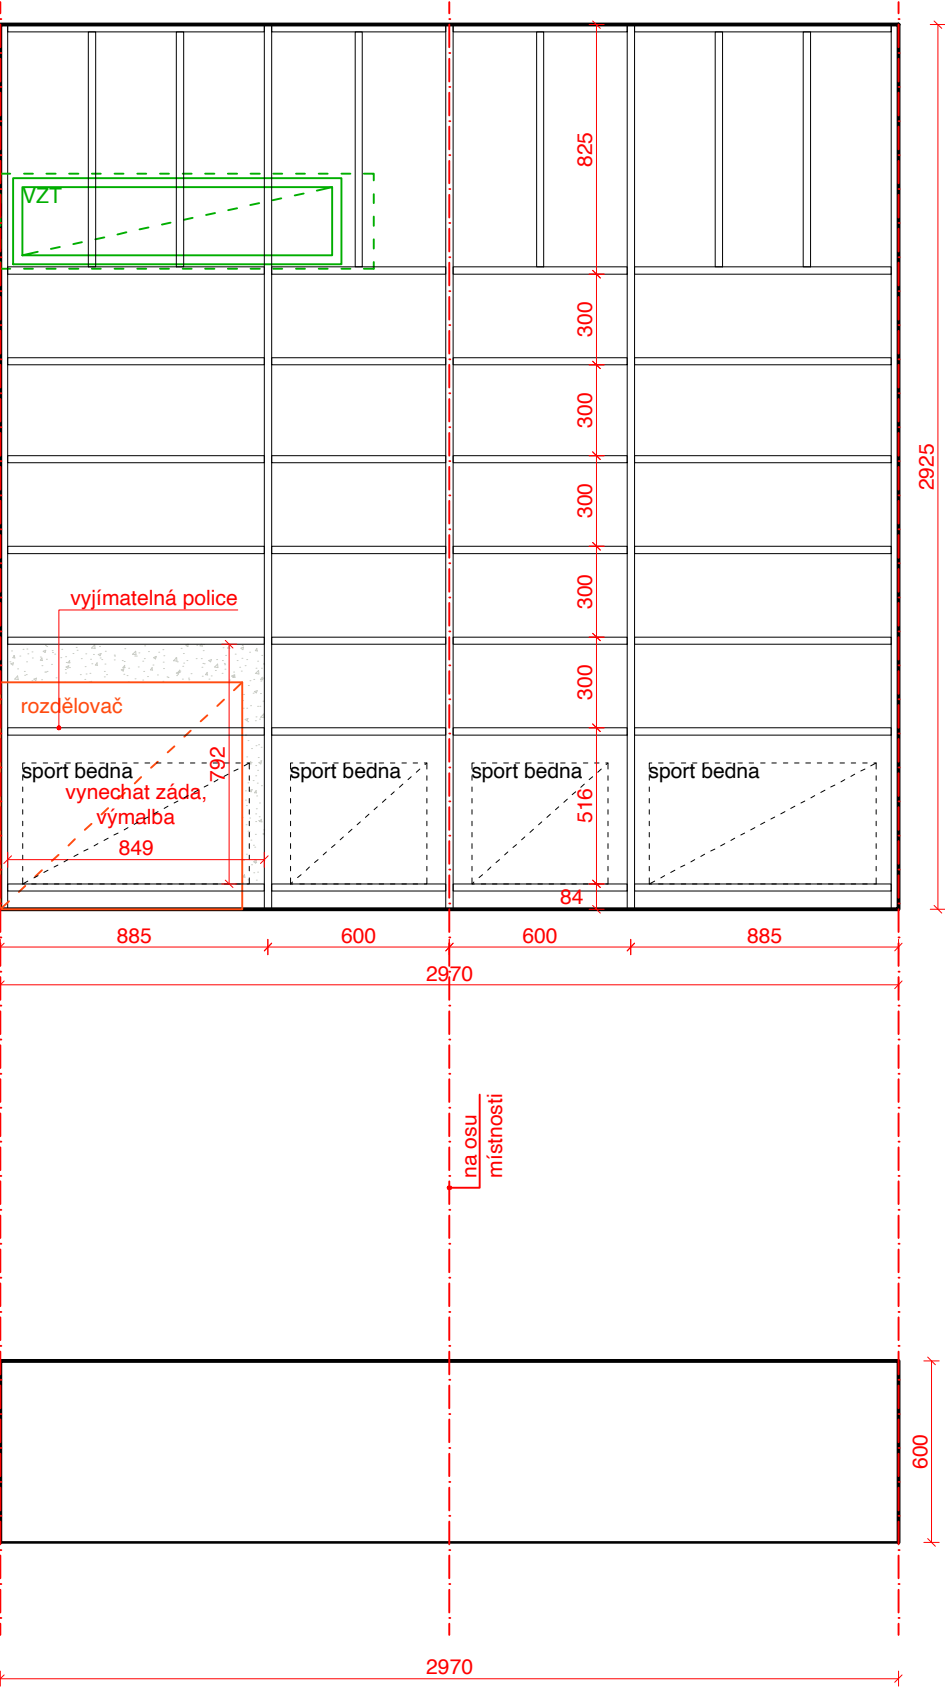 825
VZT
300
300
2925
300
300
vyjímatelná police
300
rozdělovač
792
sport bedna
sport bedna
sport bedna
sport bedna
vynechat záda,
výmalba
516
849
84
885
600
600
885
2970
na osu
místnosti
600
2970